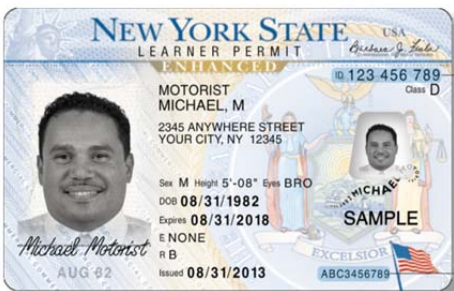 NEW YORK STATE USA
LEARNER PERMIT
ENHANCED
ID 123 456 789
Class D
MOTORIST
MICHAEL, M
2345 ANYWHERE STREET
YOUR CITY, NY 12345
Sex M Height 5'-08" Eyes BRO
DOB 08/31/1982
Expires 08/31/2018
E NONE
R B
Issued 08/31/2013
Michael Motorist
AUG 82
MICHAEL
SAMPLE
EXCELSIOR
ABC3456789